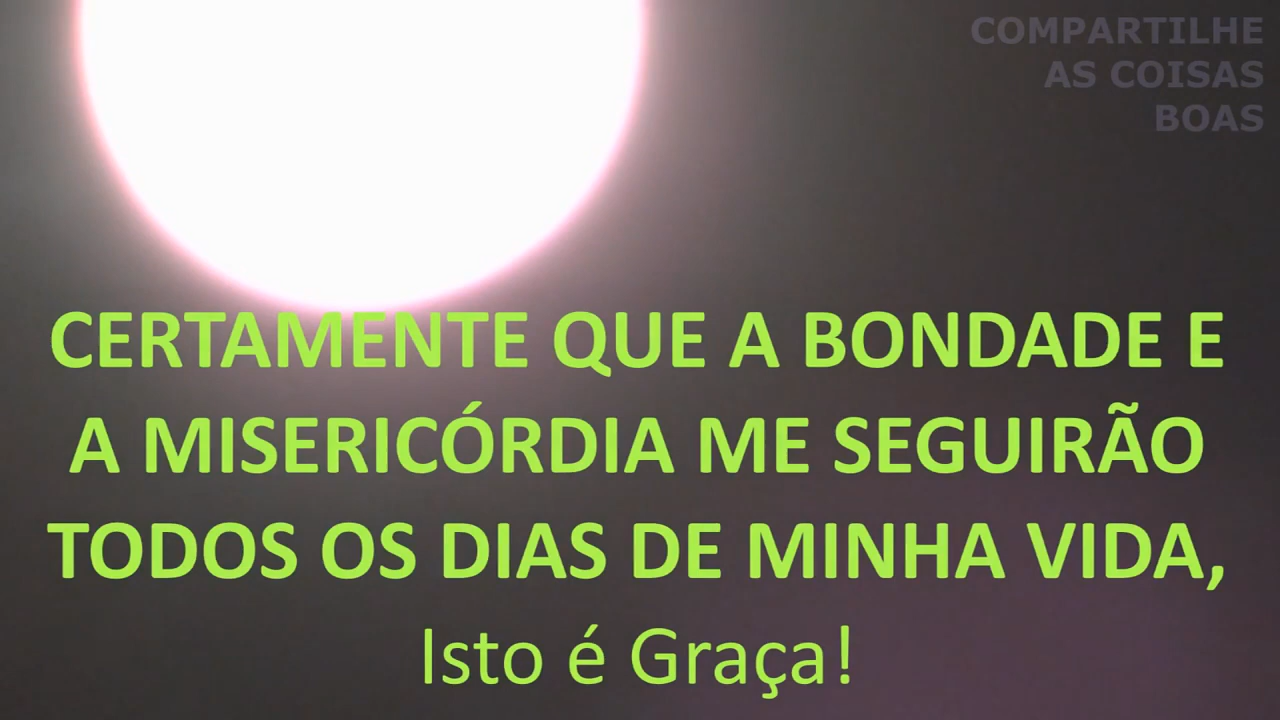 COMPARTILHE
AS COISAS
BOAS
CERTAMENTE QUE A BONDADE E
A MISERICÓRDIA ME SEGUIRÃO
TODOS OS DIAS DE MINHA VIDA,
Isto é Graça!